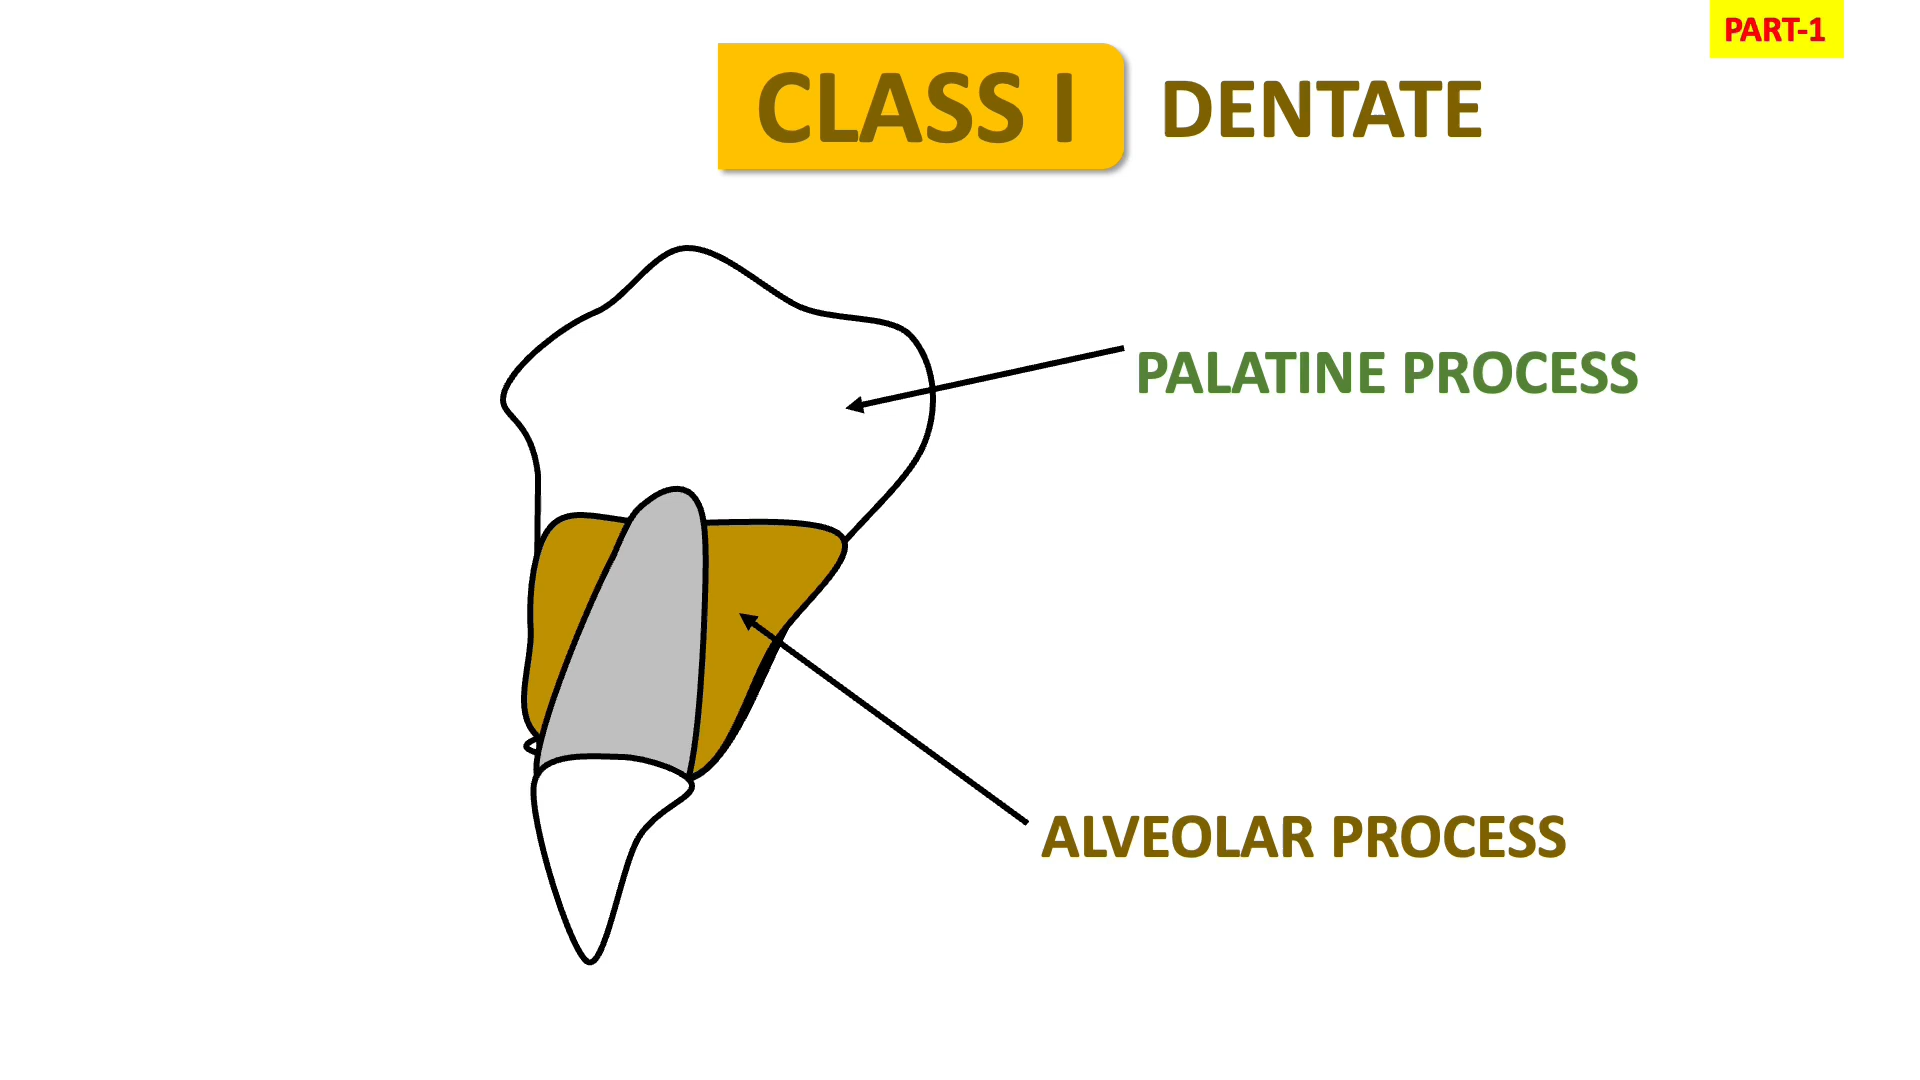 PART-1
CLASS I DENTATE
PALATINE PROCESS
ALVEOLAR PROCESS